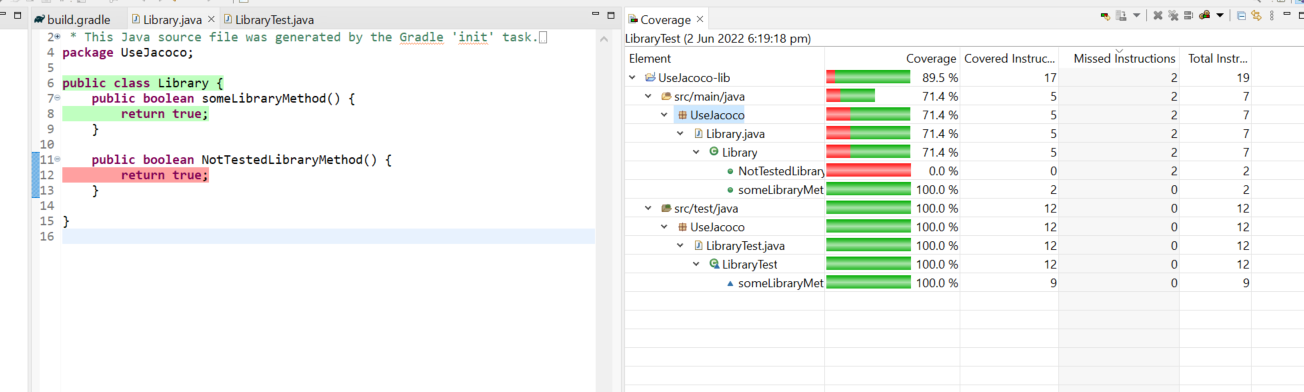 build.gradle Library.java LibraryTest.java
2 * This Java source file was generated by the Gradle 'init' task.
4 package UseJacoco;
5
6 public class Library {
7 public boolean someLibraryMethod() {
8 return true;
9 }
10
11 public boolean NotTestedLibraryMethod() {
12 return true;
13 }
14
15 }
16
Coverage
LibraryTest (2 Jun 2022 6:19:18 pm)
Element Coverage Covered Instruc... Missed Instructions Total Instr...
UseJacoco-lib 89.5 % 17 2 19
src/main/java 71.4 % 5 2 7
UseJacoco 71.4 % 5 2 7
Library.java 71.4 % 5 2 7
Library 71.4 % 5 2 7
NotTestedLibrary 0.0 % 0 2 2
someLibraryMet 100.0 % 2 0 2
src/test/java 100.0 % 12 0 12
UseJacoco 100.0 % 12 0 12
LibraryTest.java 100.0 % 12 0 12
LibraryTest 100.0 % 12 0 12
someLibraryMet 100.0 % 9 0 9